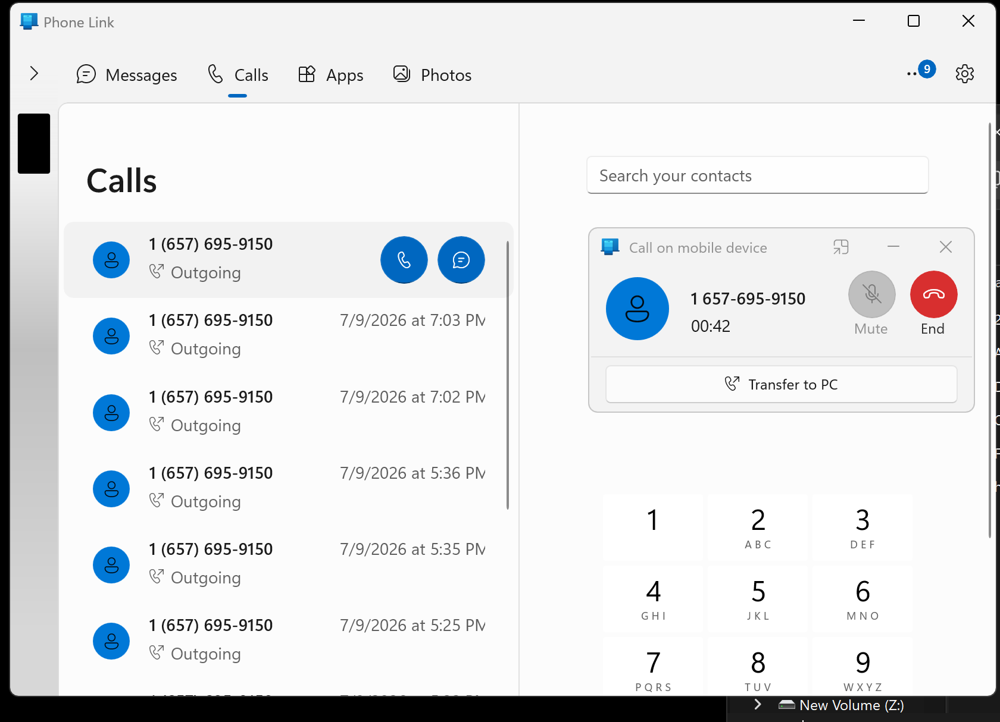 Phone Link
Messages
Calls
Apps
Photos
9
Calls
1 (657) 695-9150
Outgoing
1 (657) 695-9150
7/9/2026 at 7:03 PM
Outgoing
1 (657) 695-9150
7/9/2026 at 7:02 PM
Outgoing
1 (657) 695-9150
7/9/2026 at 5:36 PM
Outgoing
1 (657) 695-9150
7/9/2026 at 5:35 PM
Outgoing
1 (657) 695-9150
7/9/2026 at 5:25 PM
Outgoing
Search your contacts
Call on mobile device
1 657-695-9150
00:42
Mute
End
Transfer to PC
1
2
ABC
3
DEF
4
GHI
5
JKL
6
MNO
7
PQRS
8
TUV
9
WXYZ
New Volume (Z:)